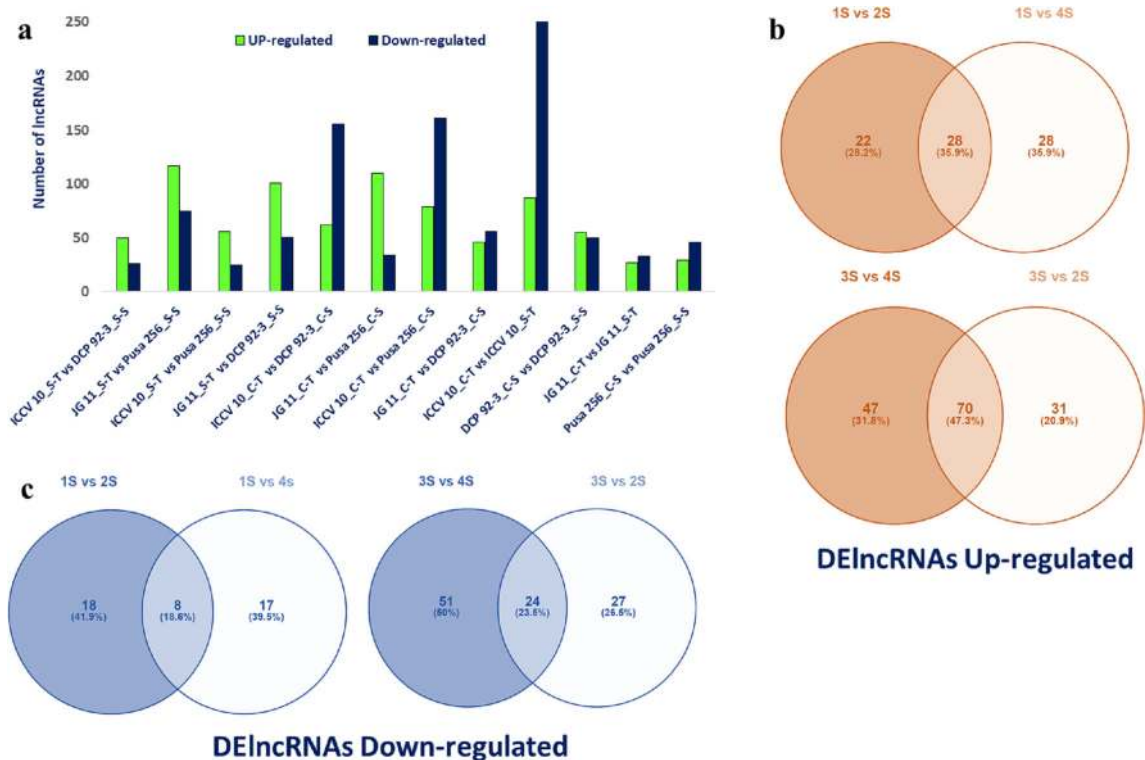 a
250
UP-regulated
Down-regulated
200
150
100
50
0
Number of lncRNAs
ICCV 10_S-T vs DCP 92-3_S-S
JG 11_S-T vs Pusa 256_S-S
ICCV 10_S-T vs Pusa 256_S-S
JG 11_S-T vs DCP 92-3_S-S
ICCV 10_C-T vs DCP 92-3_C-S
JG 11_C-T vs Pusa 256_C-S
ICCV 10_C-T vs Pusa 256_C-S
JG 11_C-T vs DCP 92-3_C-S
ICCV 10_C-T vs ICCV 10_S-T
DCP 92-3_C-S vs DCP 92-3_S-S
JG 11_C-T vs JG 11_S-T
Pusa 256_C-S vs Pusa 256_S-S
b
1S vs 2S
1S vs 4S
22
(28.2%)
28
(35.9%)
28
(35.9%)
3S vs 4S
3S vs 2S
47
(31.8%)
70
(47.3%)
31
(20.9%)
DElncRNAs Up-regulated
c
1S vs 2S
1S vs 4s
18
(41.9%)
8
(18.6%)
17
(39.5%)
3S vs 4S
3S vs 2S
51
(50%)
24
(23.5%)
27
(26.5%)
DElncRNAs Down-regulated